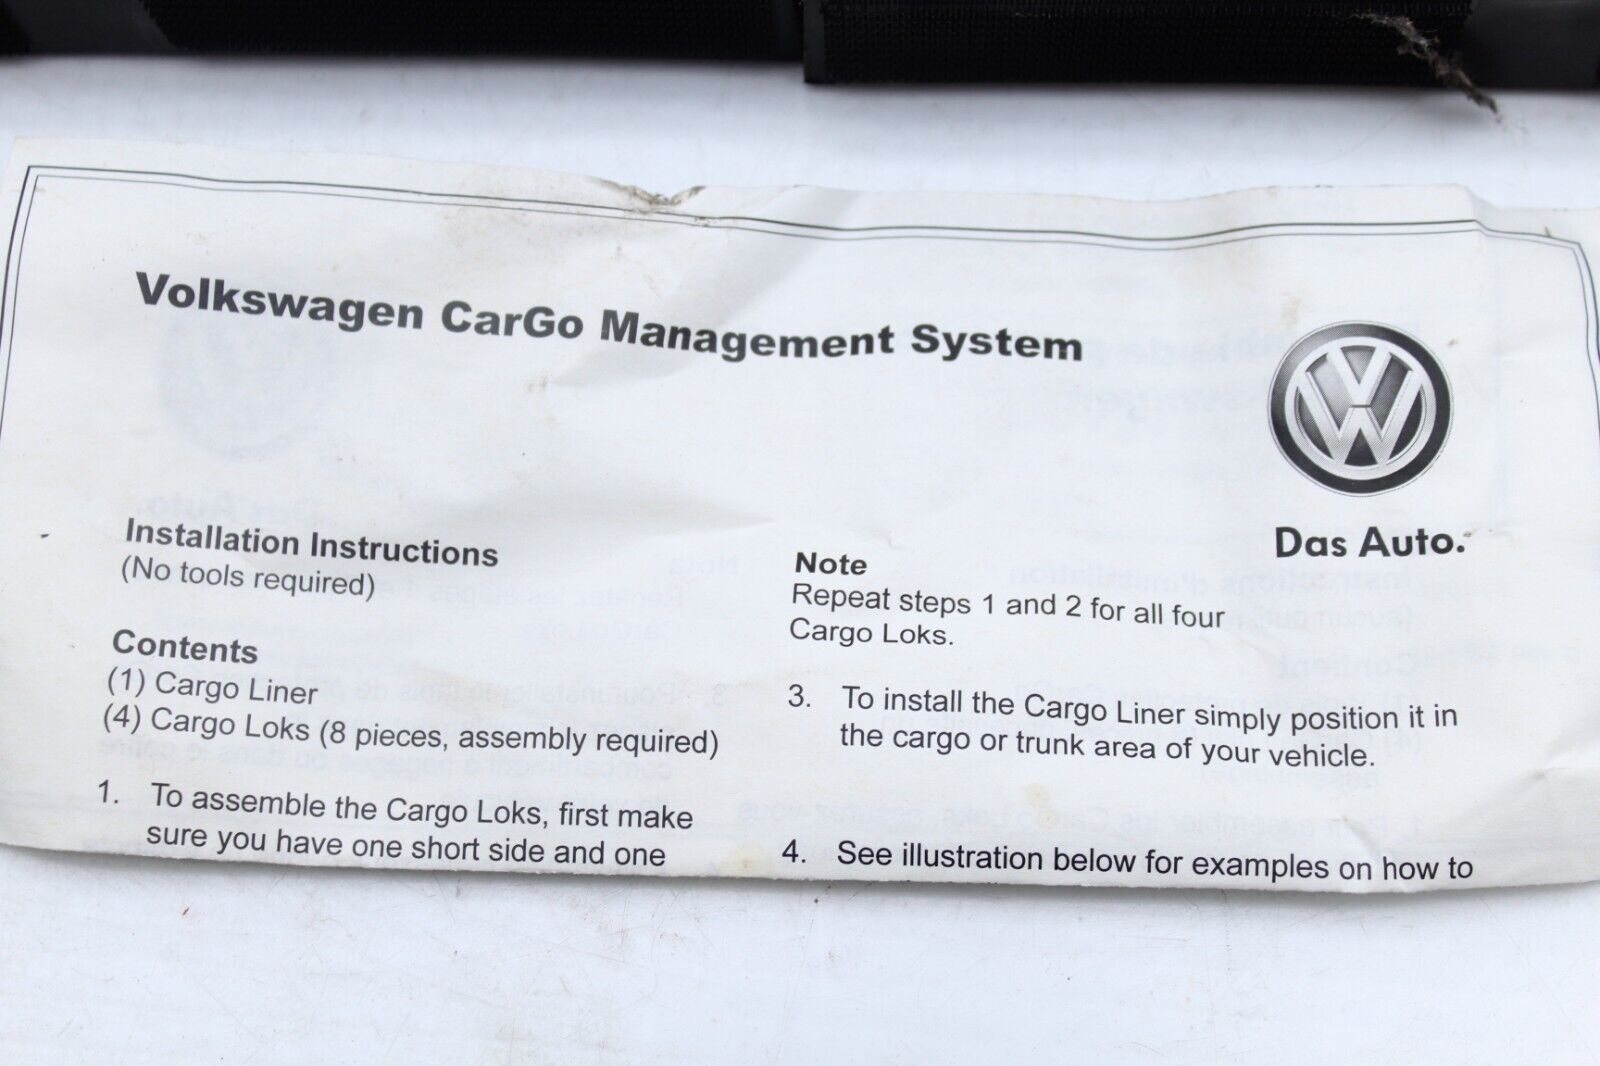 Volkswagen CarGo Management System
Das Auto.
Installation Instructions
(No tools required)
Contents
(1) Cargo Liner
(4) Cargo Loks (8 pieces, assembly required)
1. To assemble the Cargo Loks, first make
sure you have one short side and one
Note
Repeat steps 1 and 2 for all four
Cargo Loks.
3. To install the Cargo Liner simply position it in
the cargo or trunk area of your vehicle.
4. See illustration below for examples on how to